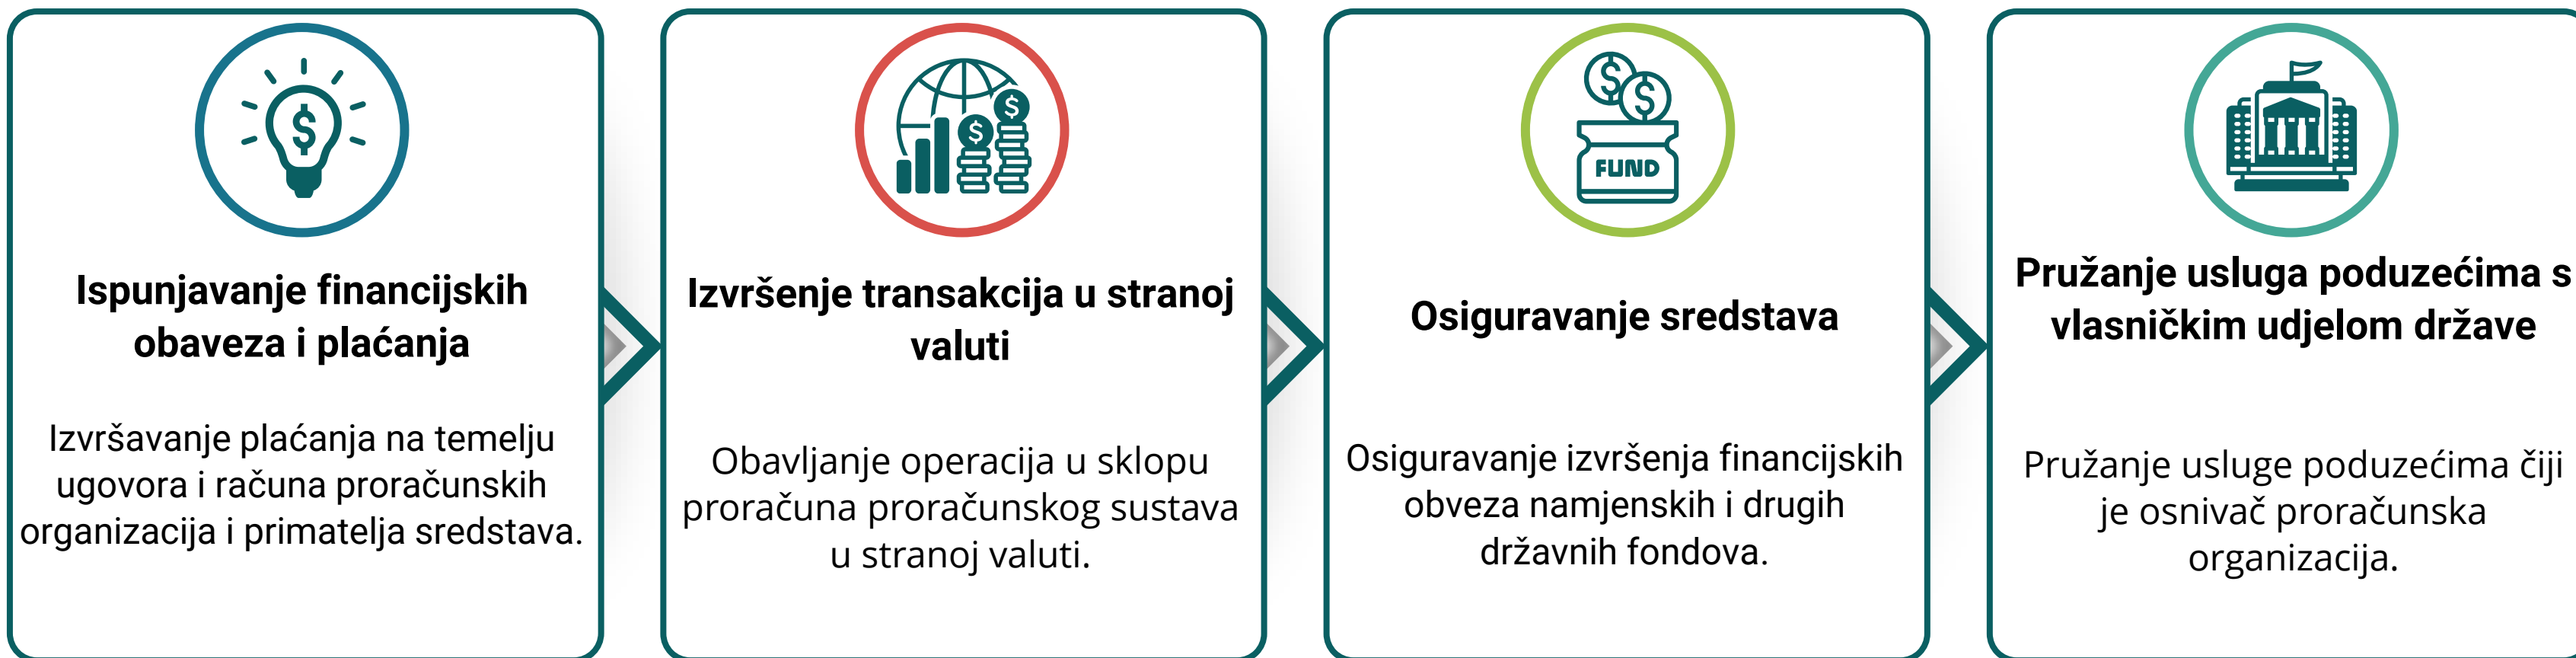 Ispunjavanje financijskih
obaveza i plaćanja
Izvršavanje plaćanja na temelju
ugovora i računa proračunskih
organizacija i primatelja sredstava.
Izvršenje transakcija u stranoj
valuti
Obavljanje operacija u sklopu
proračuna proračunskog sustava
u stranoj valuti.
FUND
Osiguravanje sredstava
Osiguravanje izvršenja financijskih
obveza namjenskih i drugih
državnih fondova.
Pružanje usluga poduzećima s
vlasničkim udjelom države
Pružanje usluge poduzećima čiji
je osnivač proračunska
organizacija.